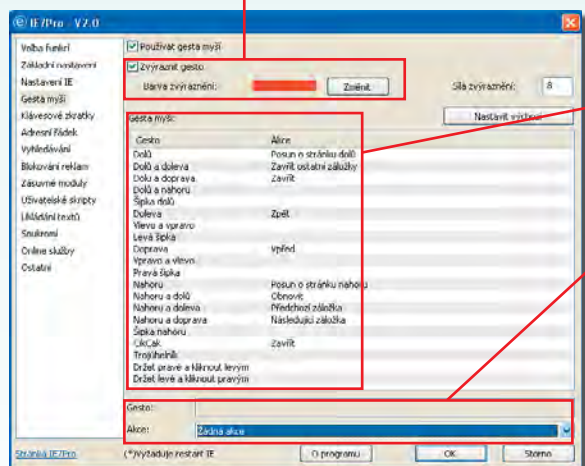 IE7Pro - V2.0
Volba funkcí
Základní nastavení
Nastavení IE
Gesta myší
Klávesové zkratky
Adresní řádek
Vyhledávání
Blokování reklam
Zásuvné moduly
Uživatelské skripty
Ukládání textů
Soukromí
Online služby
Ostatní
Používat gesta myší
Zvýraznit gesto
Barva zvýraznění: Změnit Síla zvýraznění: 8
Nastavit výchozí
Gesta myší:
Gesto Akce
Dolů Posun o stránku dolů
Dolů a doleva Zavřít ostatní záložky
Dolu a doprava Zavřít
Dolů a nahoru
Šipka dolů
Doleva Zpět
Vlevo a vpravo
Levá šipka
Doprava Vpřed
Vpravo a vlevo
Pravá šipka
Nahoru Posun o stránku nahoru
Nahoru a dolů Obnovit
Nahoru a doleva Předchozí záložka
Nahoru a doprava Následující záložka
Šipka nahoru
CikCak Zavřít
Trojúhelník
Držet pravé a kliknout levým
Držet levé a kliknout pravým
Gesto:
Akce: Žádná akce
Stránka IE7Pro (*)Vyžaduje restart IE O programu OK Storno